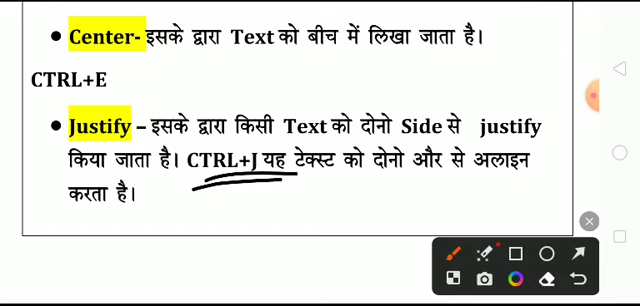 • Center- इसके द्वारा Text को बीच में लिखा जाता है।
CTRL+E
• Justify – इसके द्वारा किसी Text को दोनो Side से justify
किया जाता है। CTRL+J यह टेक्स्ट को दोनो और से अलाइन
करता है।